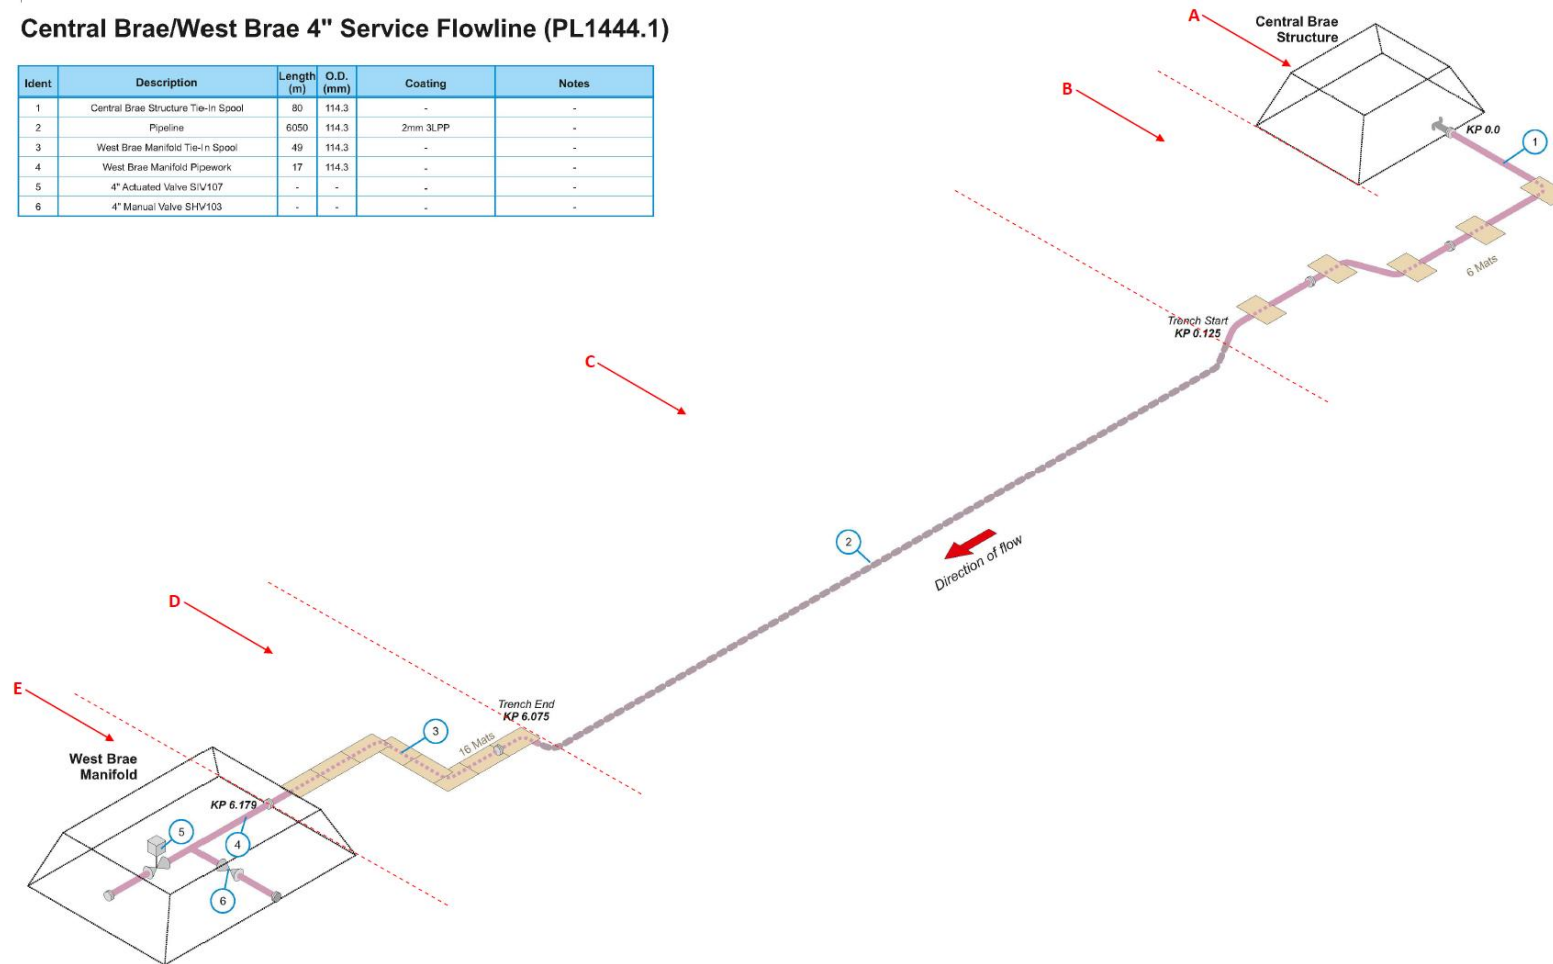 Central Brae/West Brae 4" Service Flowline (PL1444.1)
Ident Description Length (m) O.D. (mm) Coating Notes
1 Central Brae Structure Tie-In Spool 80 114.3 - -
2 Pipeline 6050 114.3 2mm 3LPP -
3 West Brae Manifold Tie-In Spool 49 114.3 - -
4 West Brae Manifold Pipework 17 114.3 - -
5 4" Actuated Valve SIV107 - - - -
6 4" Manual Valve SHV103 - - - -
A
Central Brae
Structure
B
KP 0.0
1
6 Mats
Trench Start
KP 0.125
C
2
Direction of flow
D
E
Trench End
KP 6.075
3
16 Mats
West Brae
Manifold
KP 6.179
5
4
6